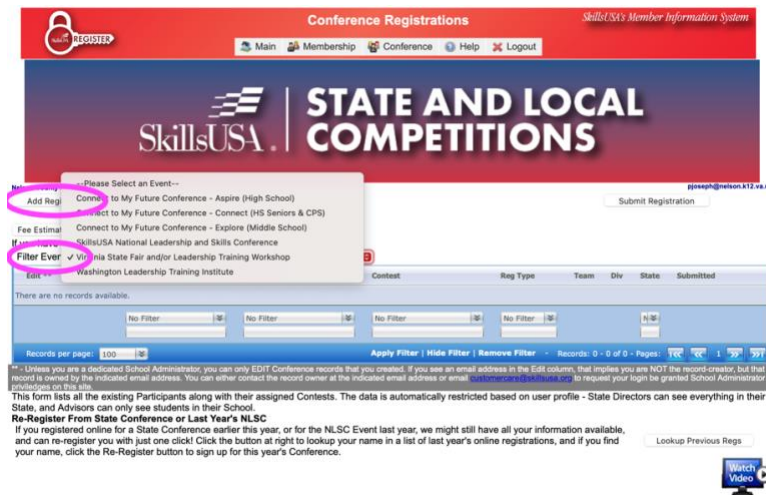 Conference Registrations
SkillsUSA's Member Information System
SkillsUSA REGISTER
Main Membership Conference Help Logout
SkillsUSA.
STATE AND LOCAL
COMPETITIONS
pjoseph@nelson.k12.va.
--Please Select an Event--
Add Reg
Connect to My Future Conference - Aspire (High School)
Submit Registration
Connect to My Future Conference - Connect (HS Seniors & CPS)
Fee Estimat
Connect to My Future Conference - Explore (Middle School)
SkillsUSA National Leadership and Skills Conference
Filter Even
✓ Virginia State Fair and/or Leadership Training Workshop
Washington Leadership Training Institute
Edit ** Contest Reg Type Team Div State Submitted
There are no records available.
No Filter No Filter No Filter No Filter N
Records per page: 100 Apply Filter | Hide Filter | Remove Filter - Records: 0 - 0 of 0 - Pages: 1
** - Unless you are a dedicated School Administrator, you can only EDIT Conference records that you created. If you see an email address in the Edit column, that implies you are NOT the record-creator, but that
record is owned by the indicated email address. You can either contact the record owner at the indicated email address or email customercare@skillsusa.org to request your login be granted School Administrator
priviledges on this site.
This form lists all the existing Participants along with their assigned Contests. The data is automatically restricted based on user profile - State Directors can see everything in their
State, and Advisors can only see students in their School.
Re-Register From State Conference or Last Year's NLSC
If you registered online for a State Conference earlier this year, or for the NLSC Event last year, we might still have all your information available,
and can re-register you with just one click! Click the button at right to lookup your name in a list of last year's online registrations, and if you find
your name, click the Re-Register button to sign up for this year's Conference.
Lookup Previous Regs
Watch
Video